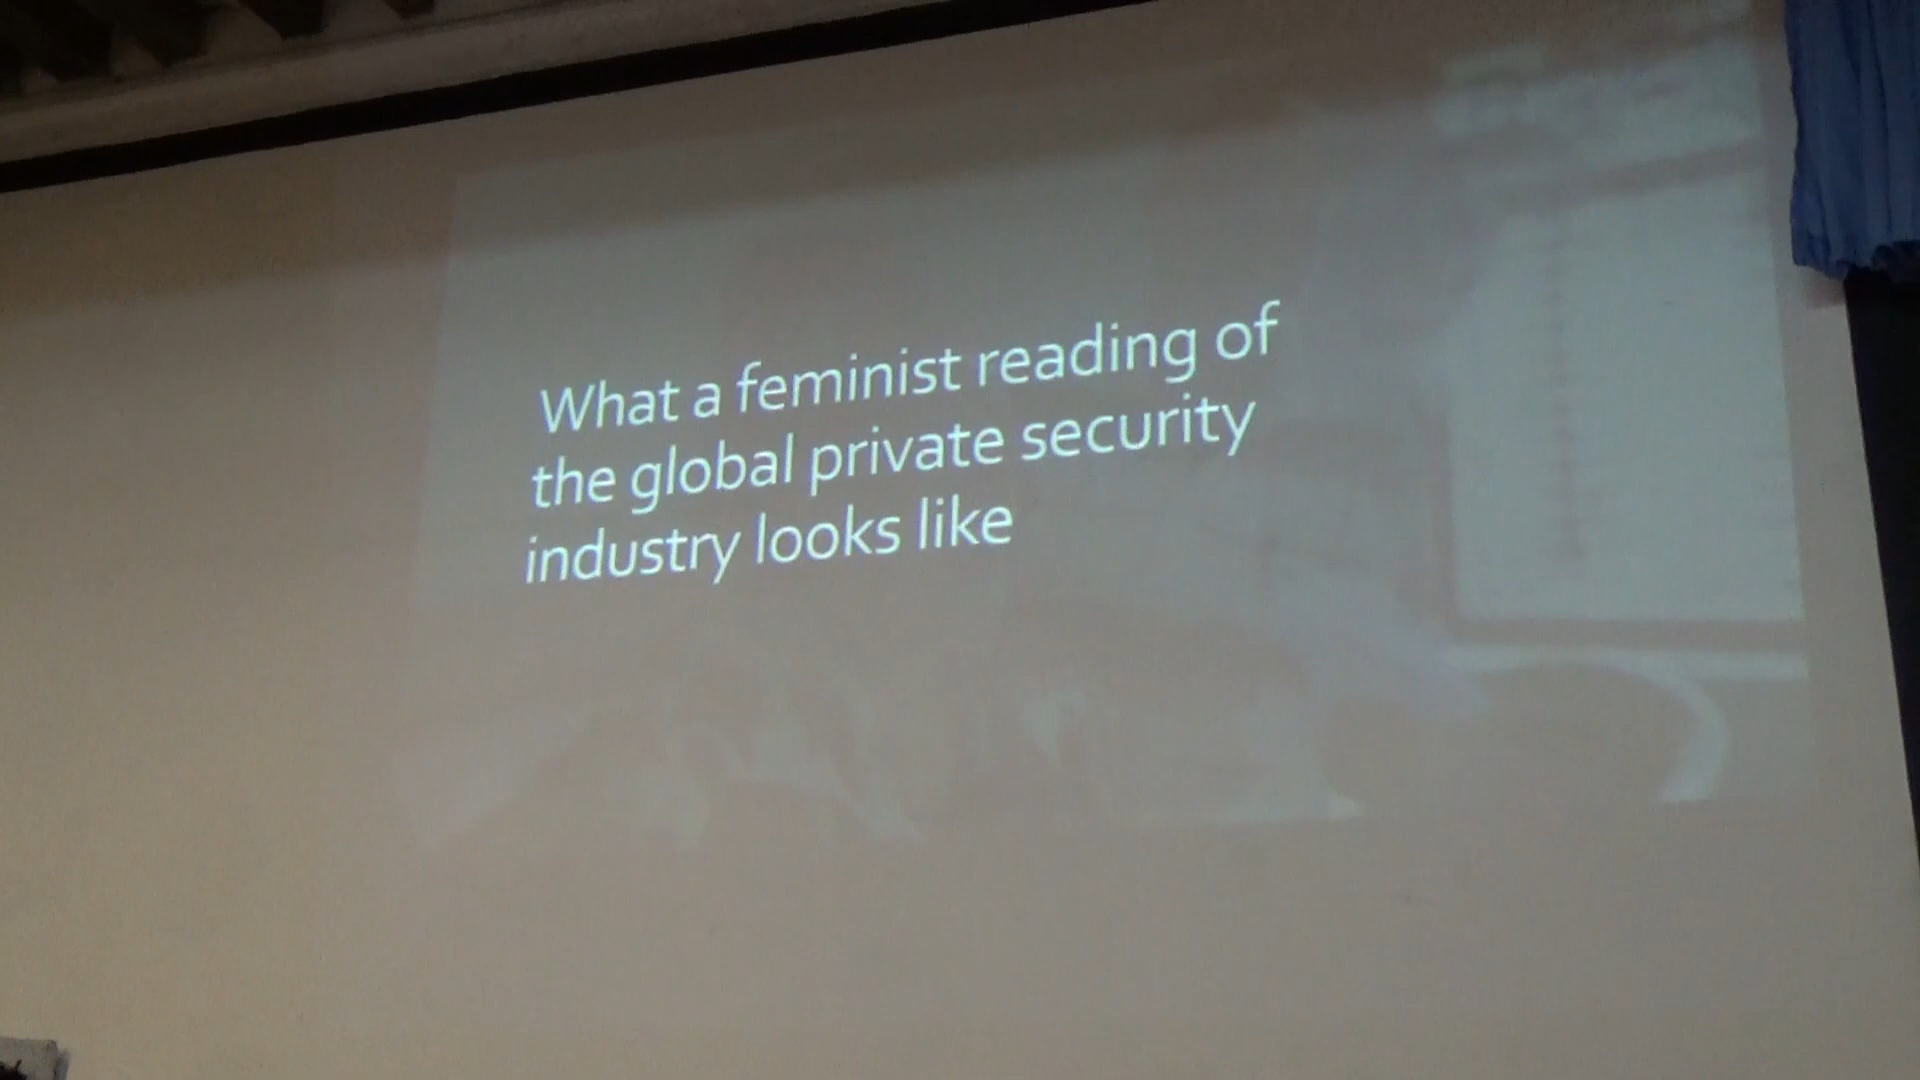 What a feminist reading of
the global private security
industry looks like